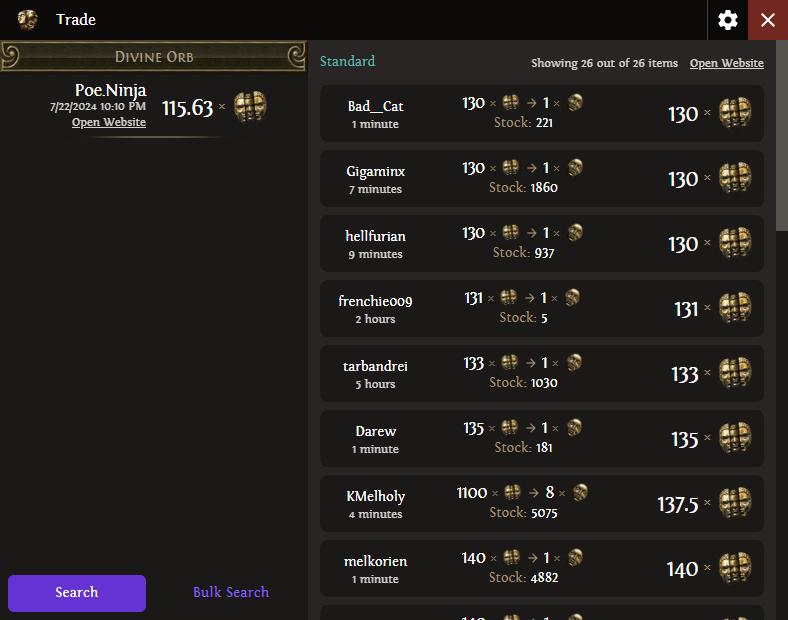 Trade
Divine Orb
Poe.Ninja
7/22/2024 10:10 PM
Open Website
115.63 ×
Standard
Showing 26 out of 26 items Open Website
Bad__Cat
1 minute
130 × → 1 ×
Stock: 221
130 ×
Gigaminx
7 minutes
130 × → 1 ×
Stock: 1860
130 ×
hellfurian
9 minutes
130 × → 1 ×
Stock: 937
130 ×
frenchie009
2 hours
131 × → 1 ×
Stock: 5
131 ×
tarbandrei
5 hours
133 × → 1 ×
Stock: 1030
133 ×
Darew
1 minute
135 × → 1 ×
Stock: 181
135 ×
KMelholy
4 minutes
1100 × → 8 ×
Stock: 5075
137.5 ×
melkorien
1 minute
140 × → 1 ×
Stock: 4882
140 ×
Search
Bulk Search